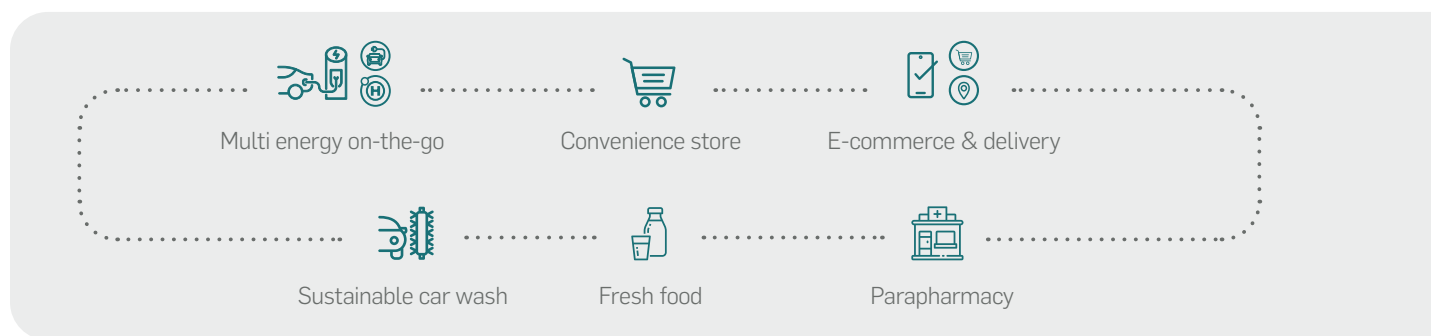 H
Multi energy on-the-go
Convenience store
E-commerce & delivery
Sustainable car wash
Fresh food
Parapharmacy